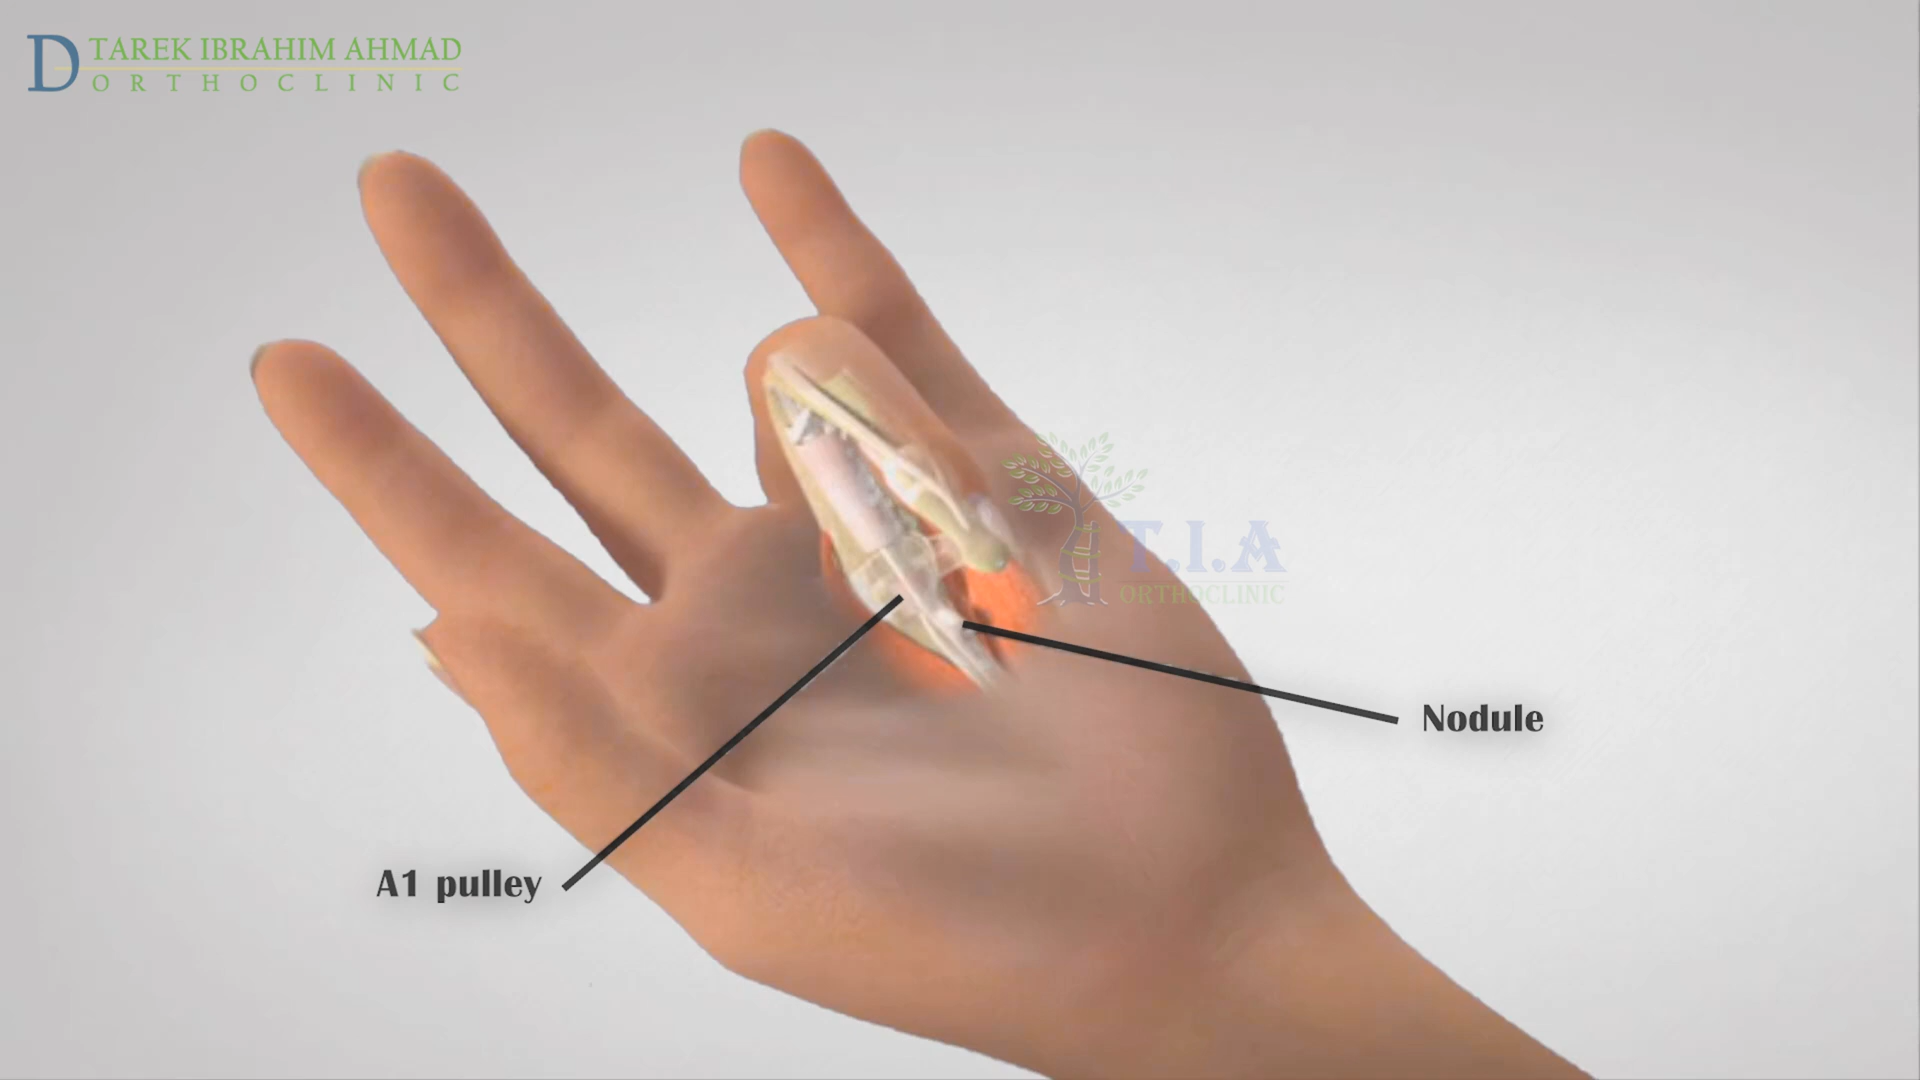 D TAREK IBRAHIM AHMAD
ORTHOCLINIC
T.I.A
ORTHOCLINIC
Nodule
A1 pulley